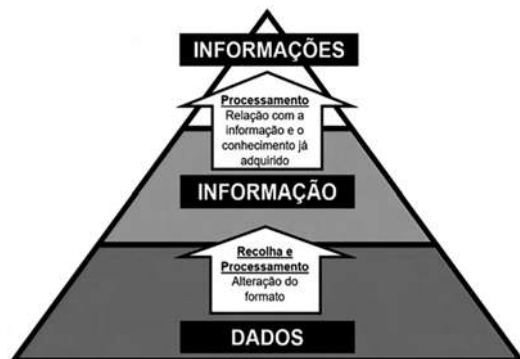 INFORMAÇÕES
Processamento
Relação com a
informação e o
conhecimento já
adquirido
INFORMAÇÃO
Recolha e
Processamento
Alteração do
formato
DADOS